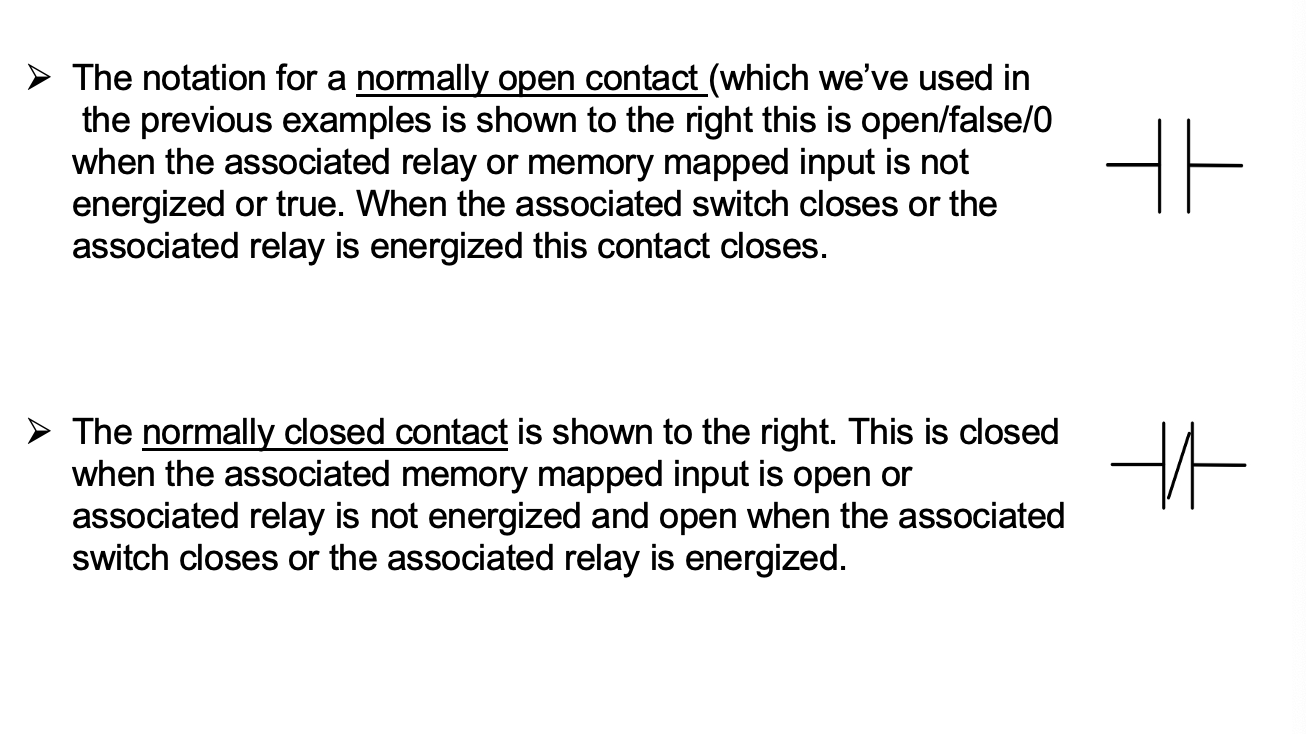 ➢ The notation for a normally open contact (which we’ve used in
the previous examples is shown to the right this is open/false/0
when the associated relay or memory mapped input is not
energized or true. When the associated switch closes or the
associated relay is energized this contact closes.
➢ The normally closed contact is shown to the right. This is closed
when the associated memory mapped input is open or
associated relay is not energized and open when the associated
switch closes or the associated relay is energized.